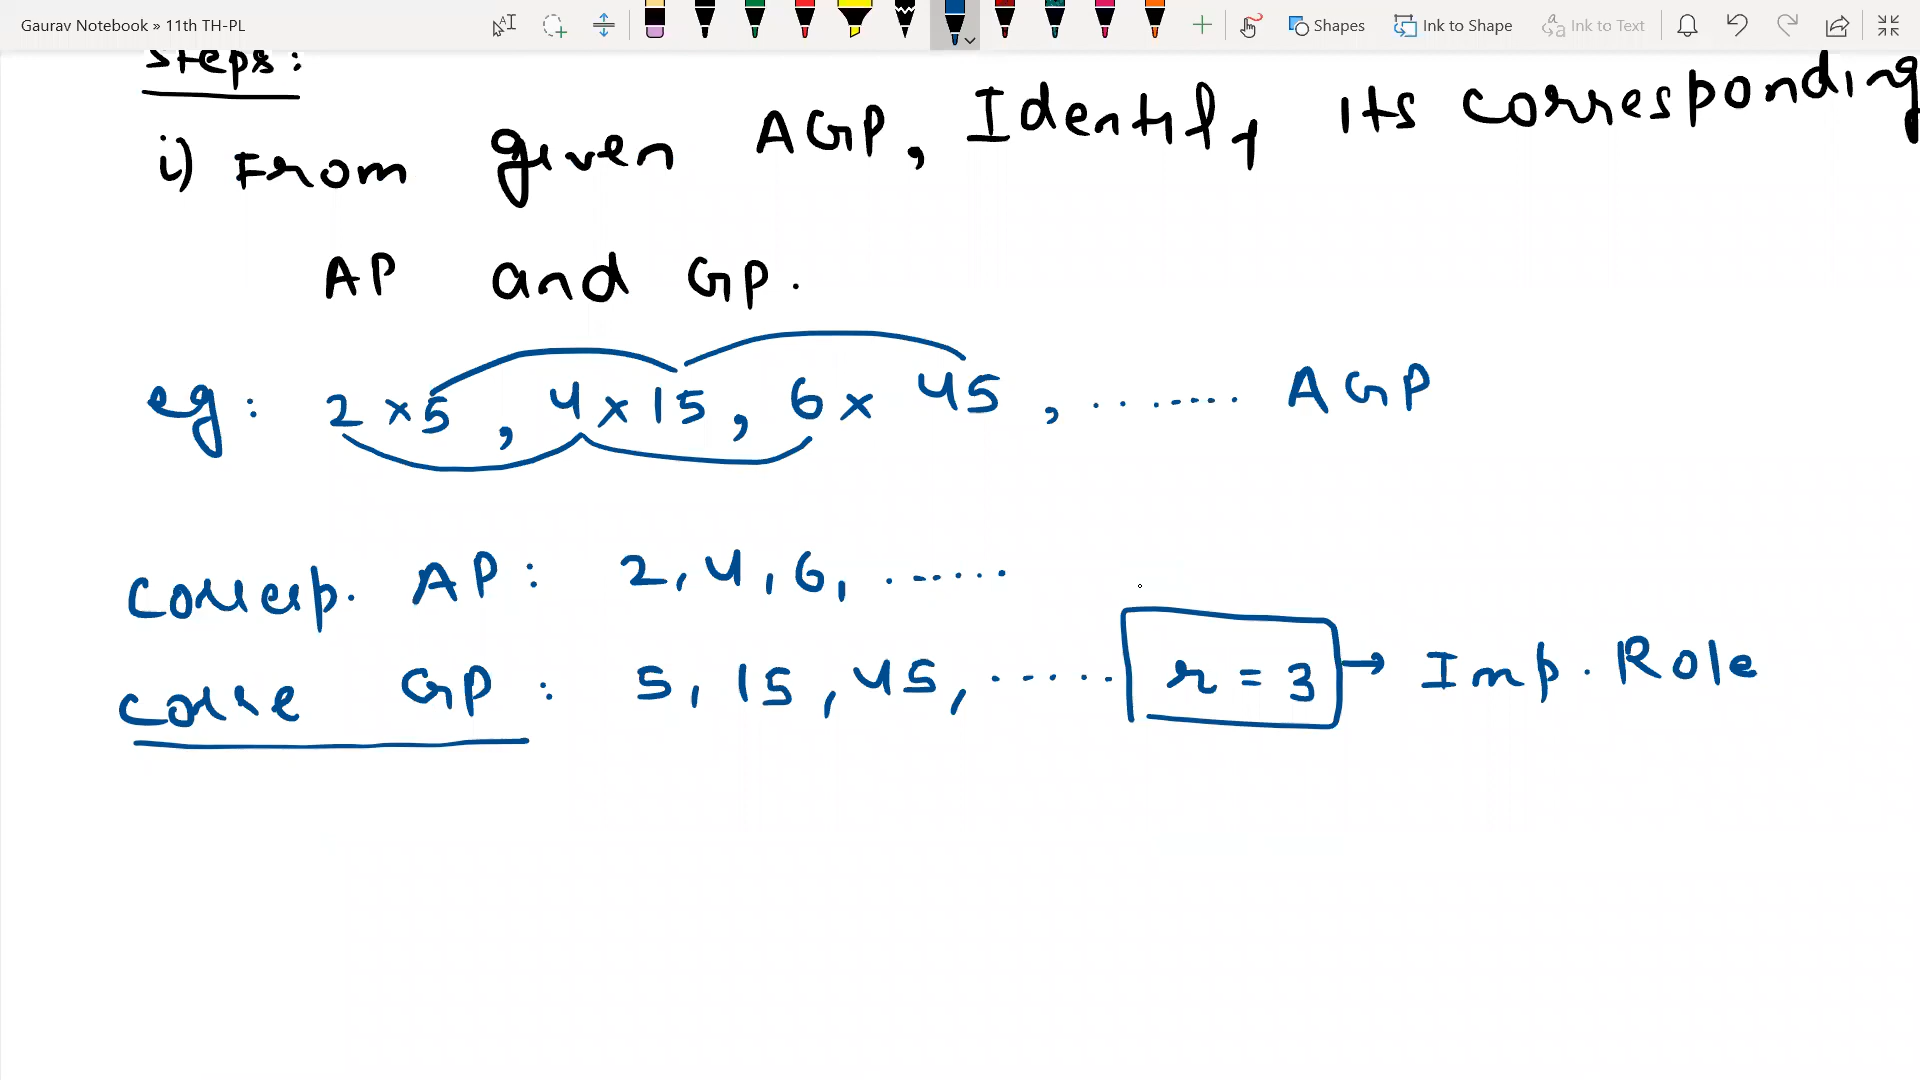 Gaurav Notebook » 11th TH-PL
Shapes
Ink to Shape
Ink to Text
steps:
i) From given AGP, Identify its corresponding
AP and GP.
eg: 2 × 5, 4 × 15, 6 × 45, ....... AGP
Corresp. AP: 2, 4, 6, ......
Corre GP: 5, 15, 45, ...... r = 3 → Imp. Role